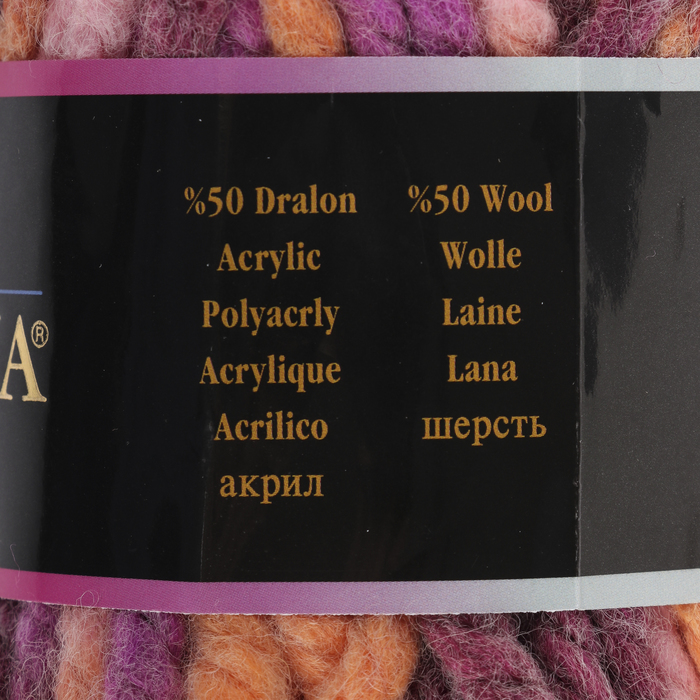 %50 Dralon
Acrylic
Polyacrly
Acrylique
Acrilico
акрил
%50 Wool
Wolle
Laine
Lana
шерсть